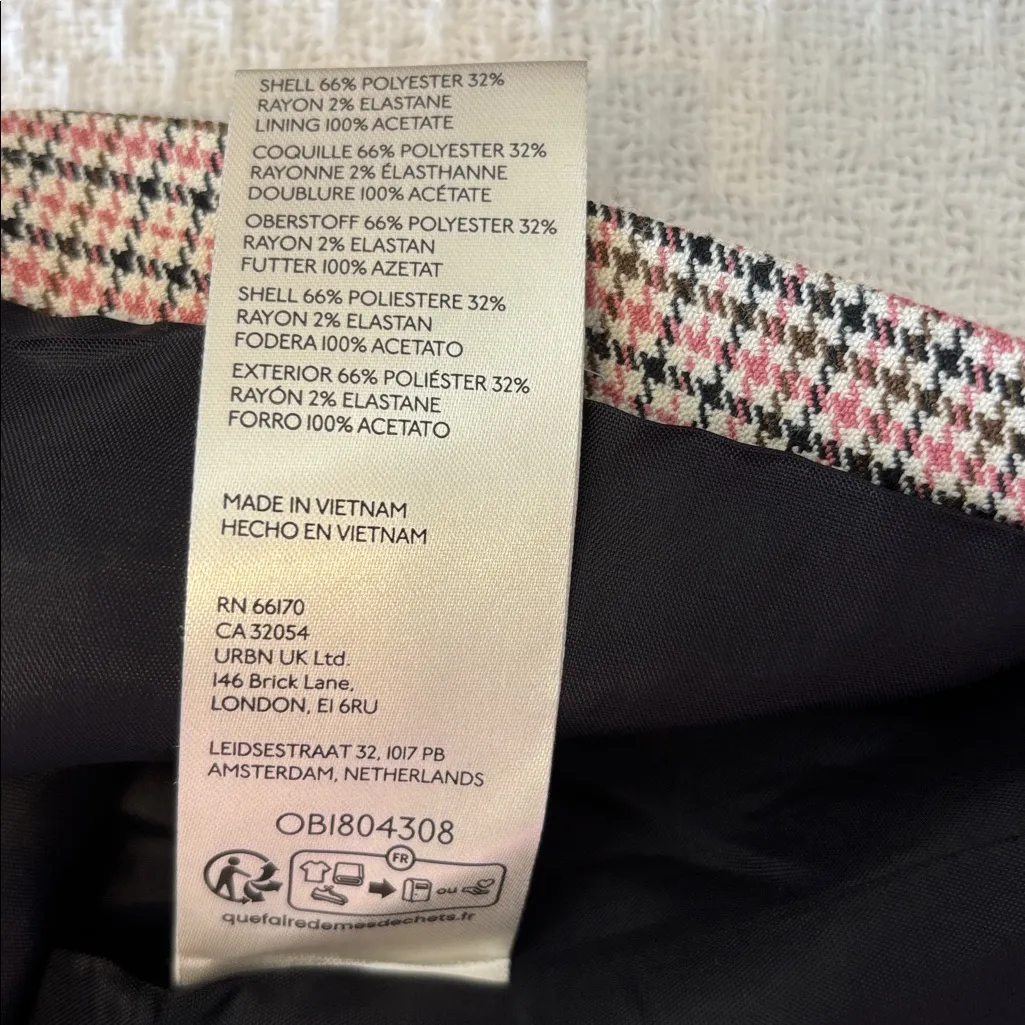 SHELL 66% POLYESTER 32%
RAYON 2% ELASTANE
LINING 100% ACETATE
COQUILLE 66% POLYESTER 32%
RAYONNE 2% ÉLASTHANNE
DOUBLURE 100% ACÉTATE
OBERSTOFF 66% POLYESTER 32%
RAYON 2% ELASTAN
FUTTER 100% AZETAT
SHELL 66% POLIESTERE 32%
RAYON 2% ELASTAN
FODERA 100% ACETATO
EXTERIOR 66% POLIÉSTER 32%
RAYÓN 2% ELASTANE
FORRO 100% ACETATO
MADE IN VIETNAM
HECHO EN VIETNAM
RN 66170
CA 32054
URBN UK Ltd.
146 Brick Lane,
LONDON, E1 6RU
LEIDSESTRAAT 32, 1017 PB
AMSTERDAM, NETHERLANDS
OB1804308
FR
ou
quefairedemesdechets.fr